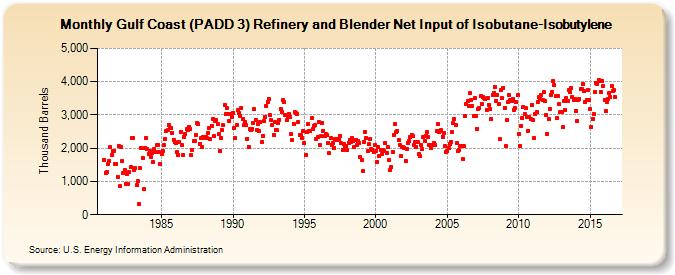 Monthly Gulf Coast (PADD 3) Refinery and Blender Net Input of Isobutane-Isobutylene
Thousand Barrels
5,000
4,000
3,000
2,000
1,000
0
1985 1990 1995 2000 2005 2010 2015
Source: U.S. Energy Information Administration